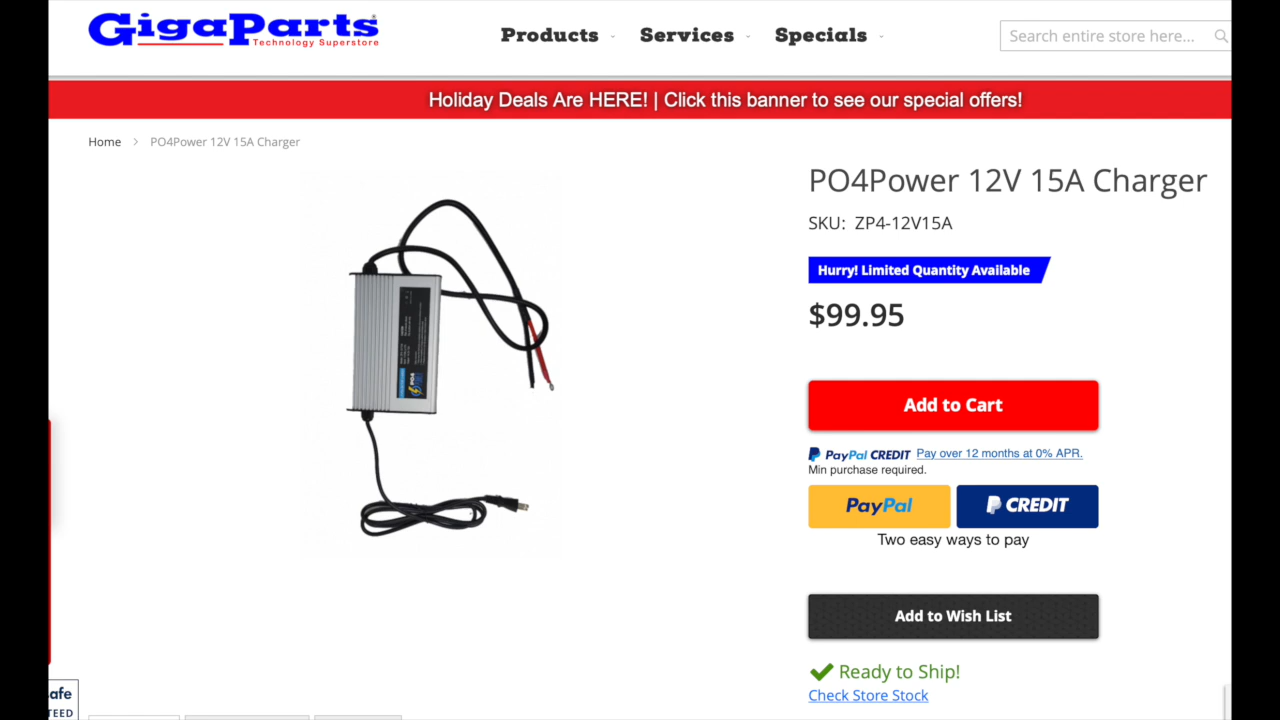 GigaParts
Technology Superstore
Products
Services
Specials
Search entire store here...
Holiday Deals Are HERE! | Click this banner to see our special offers!
Home > PO4Power 12V 15A Charger
PO4Power 12V 15A Charger
SKU: ZP4-12V15A
Hurry! Limited Quantity Available
$99.95
Add to Cart
PayPal CREDIT Pay over 12 months at 0% APR.
Min purchase required.
PayPal
CREDIT
Two easy ways to pay
Add to Wish List
Ready to Ship!
Check Store Stock
PO4
afe
TEED